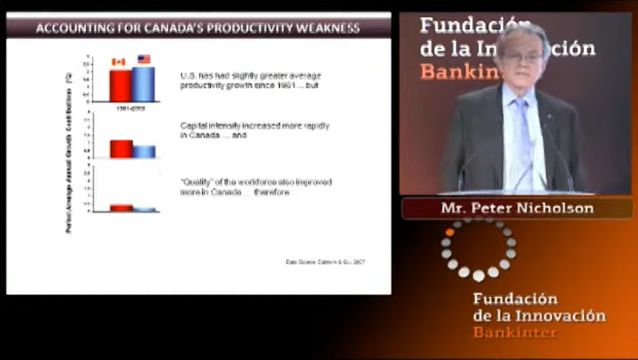 ACCOUNTING FOR CANADA'S PRODUCTIVITY WEAKNESS
U.S. has had slightly greater average
productivity growth since 1961 ... but
Capital intensity increased more rapidly
in Canada ... and
"Quality" of the workforce also improved
more in Canada ... therefore
Fundación
de la Innovación
Bankinter
Mr. Peter Nicholson
Fundación
de la Innovación
Bankinter